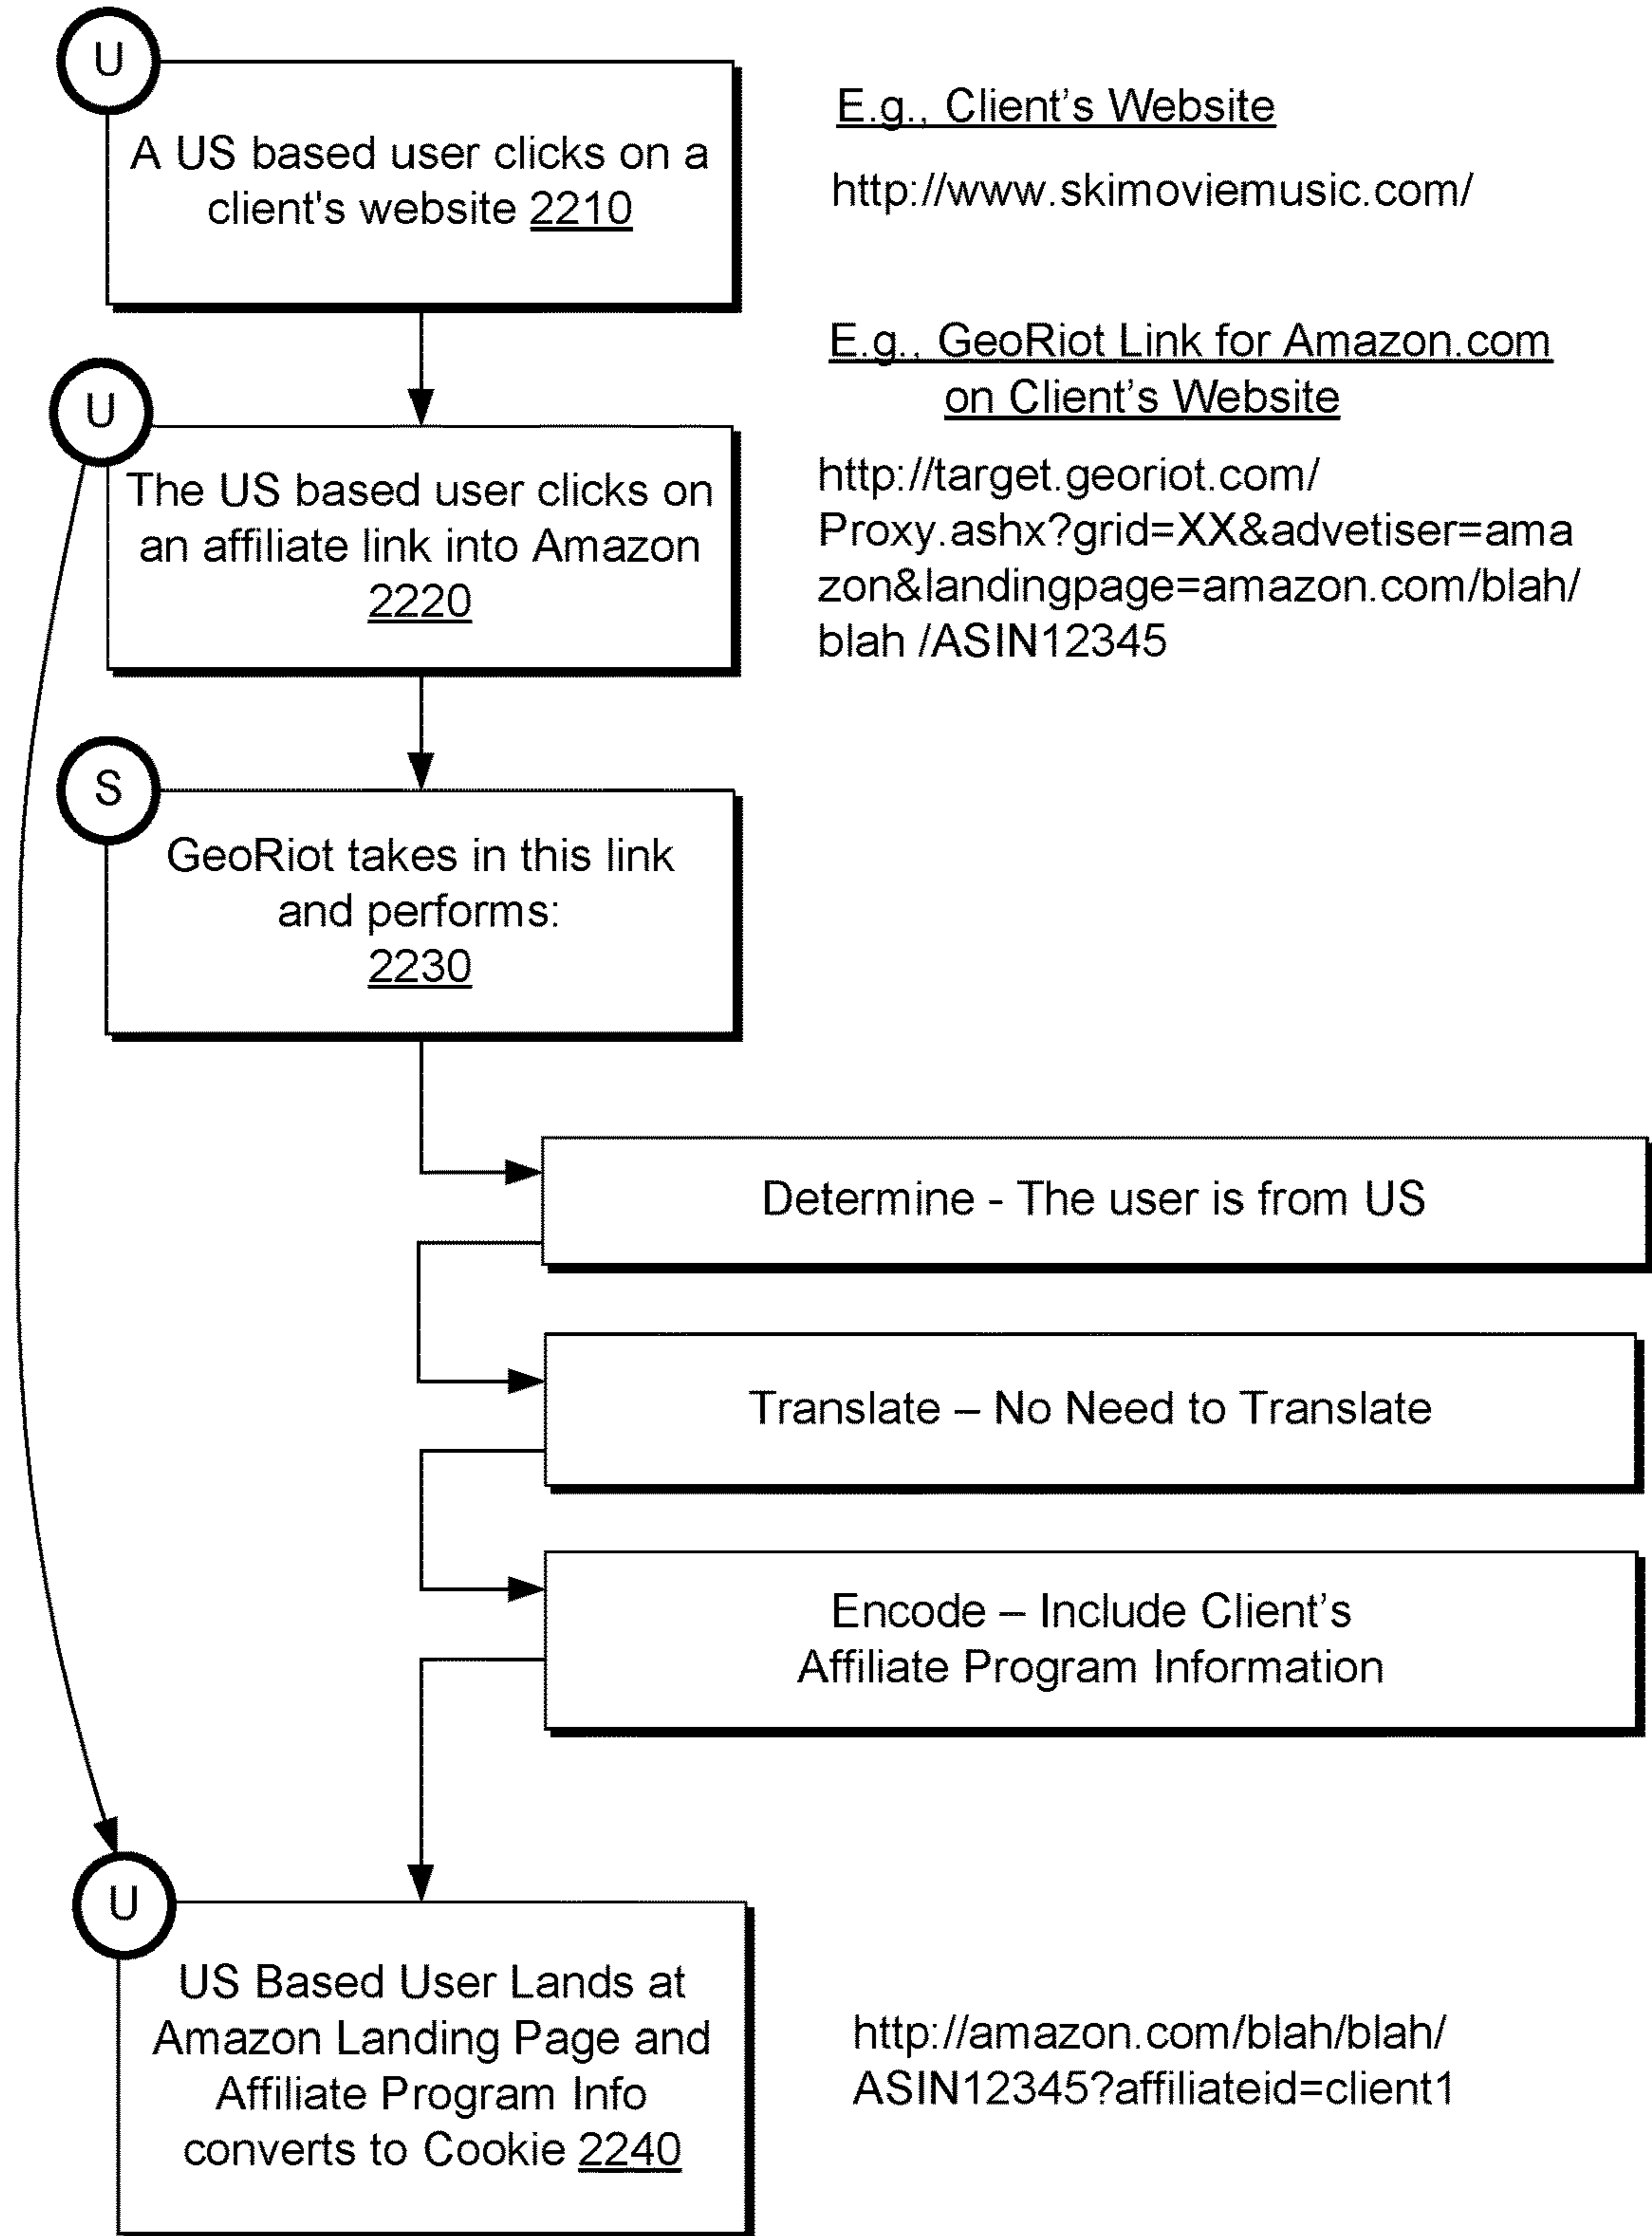 U
A US based user clicks on a
client's website 2210
E.g., Client's Website
http://www.skimoviemusic.com/
E.g., GeoRiot Link for Amazon.com
on Client's Website
U
The US based user clicks on
an affiliate link into Amazon
2220
http://target.georiot.com/
Proxy.ashx?grid=XX&advetiser=ama
zon&landingpage=amazon.com/blah/
blah /ASIN12345
S
GeoRiot takes in this link
and performs:
2230
Determine - The user is from US
Translate – No Need to Translate
Encode – Include Client's
Affiliate Program Information
U
US Based User Lands at
Amazon Landing Page and
Affiliate Program Info
converts to Cookie 2240
http://amazon.com/blah/blah/
ASIN12345?affiliateid=client1